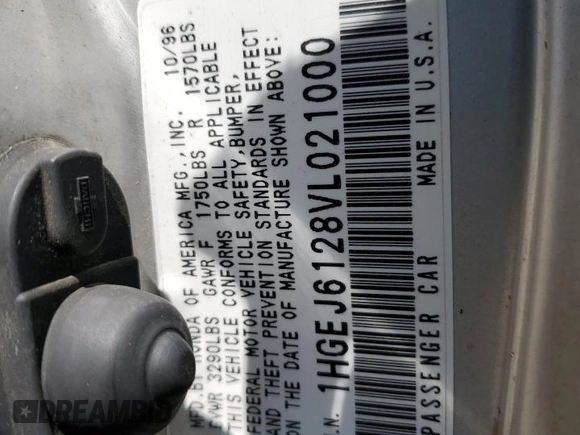 MFD.BY HONDA OF AMERICA MFG.,INC. 10/96
GVWR 3290LBS GAWR F 1750LBS R 1570LBS
THIS VEHICLE CONFORMS TO ALL APPLICABLE
FEDERAL MOTOR VEHICLE SAFETY,BUMPER,
AND THEFT PREVENTION STANDARDS IN EFFECT
ON THE DATE OF MANUFACTURE SHOWN ABOVE:
1HGEJ6128VL021000
PASSENGER CAR MADE IN U.S.A.